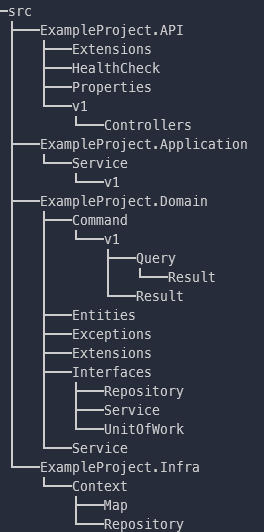 src
ExampleProject.API
Extensions
HealthCheck
Properties
v1
Controllers
ExampleProject.Application
Service
v1
ExampleProject.Domain
Command
v1
Query
Result
Result
Entities
Exceptions
Extensions
Interfaces
Repository
Service
UnitOfWork
Service
ExampleProject.Infra
Context
Map
Repository